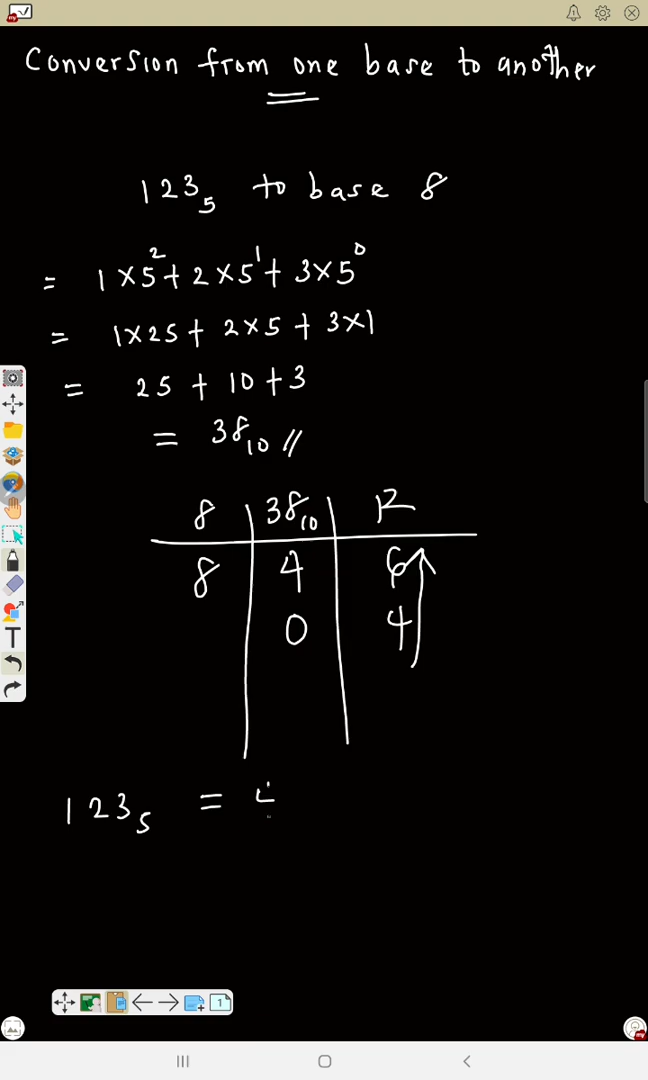 Conversion from one base to another
123₅ to base 8
= 1×5² + 2×5¹ + 3×5⁰
= 1×25 + 2×5 + 3×1
= 25 + 10 + 3
= 38₁₀ //
8 | 38₁₀ | R
8 | 4 | 6
0 | 4
123₅ =
T
1